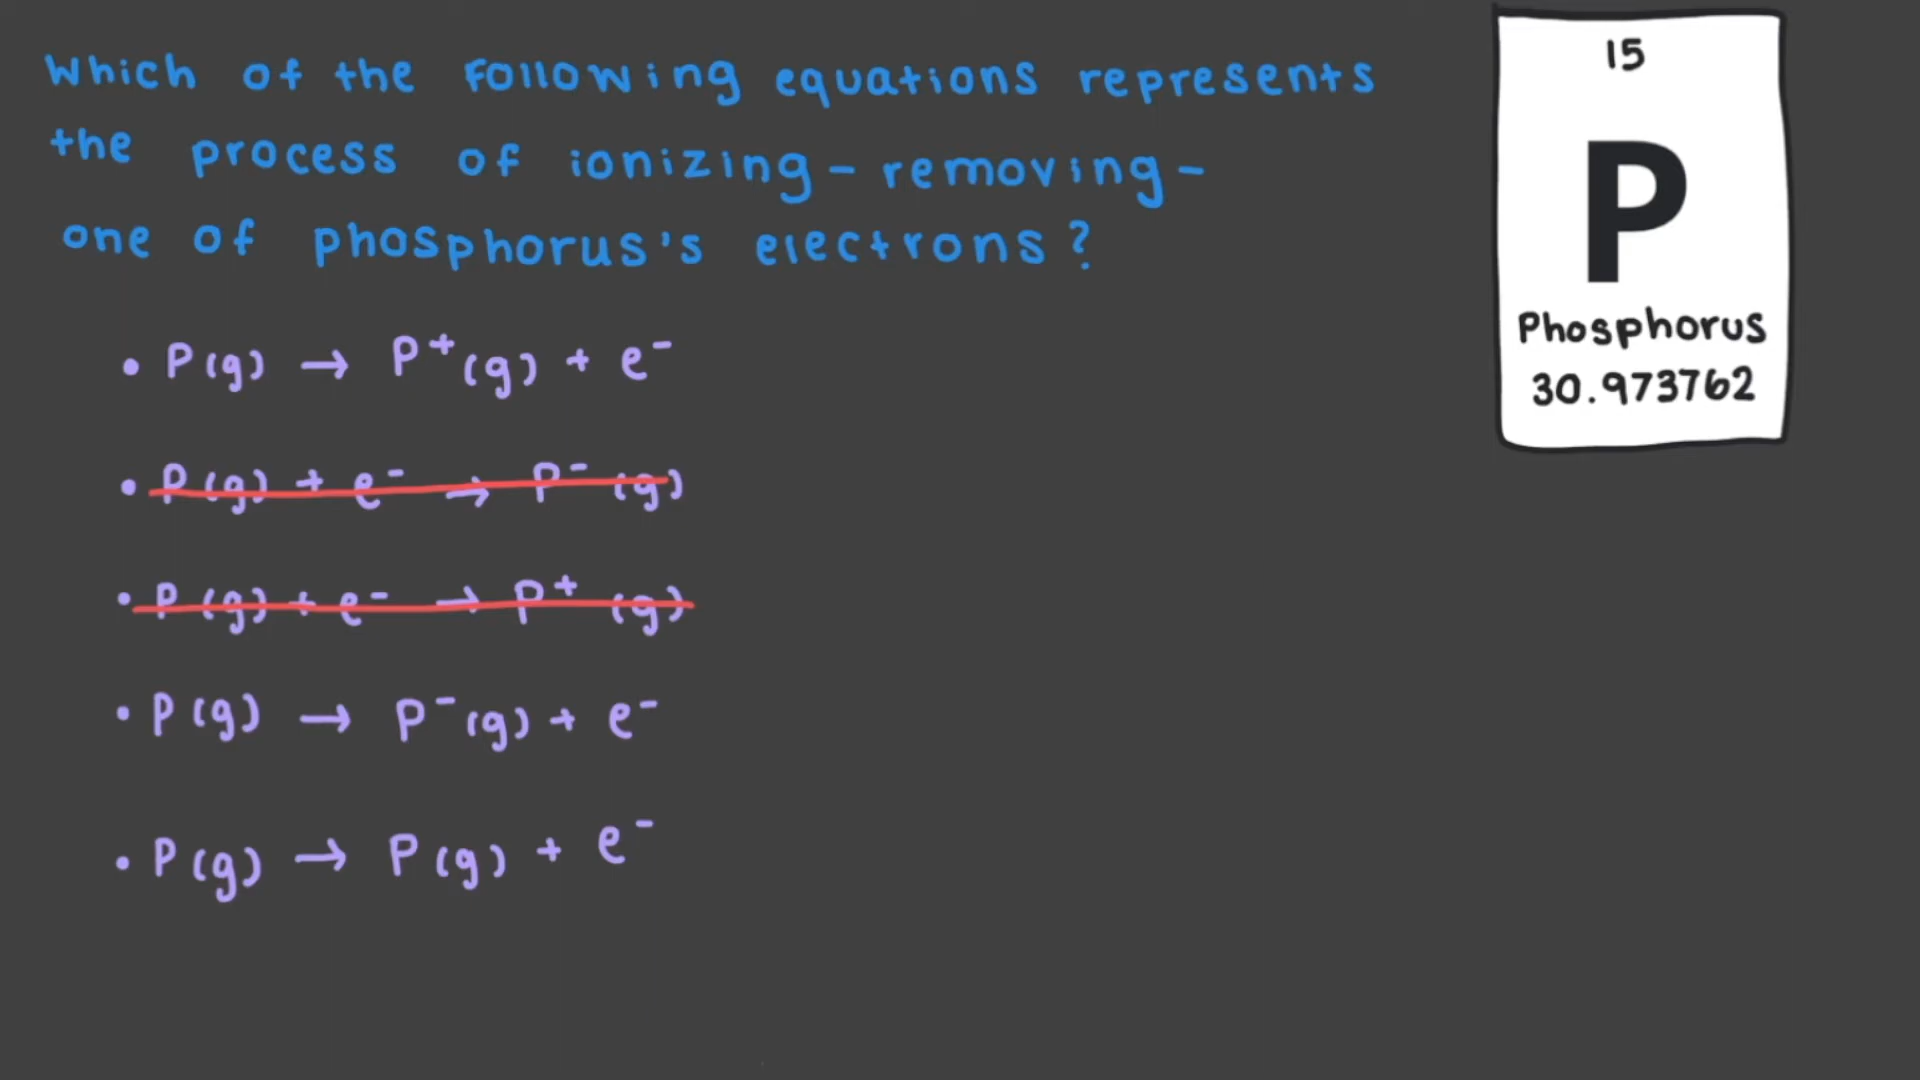 Which of the following equations represents
the process of ionizing - removing -
one of phosphorus's electrons?
• P(g) → P⁺(g) + e⁻
• P(g) + e⁻ → P⁻(g)
• P(g) + e⁻ → P⁺(g)
• P(g) → P⁻(g) + e⁻
• P(g) → P(g) + e⁻
15
P
Phosphorus
30.973762